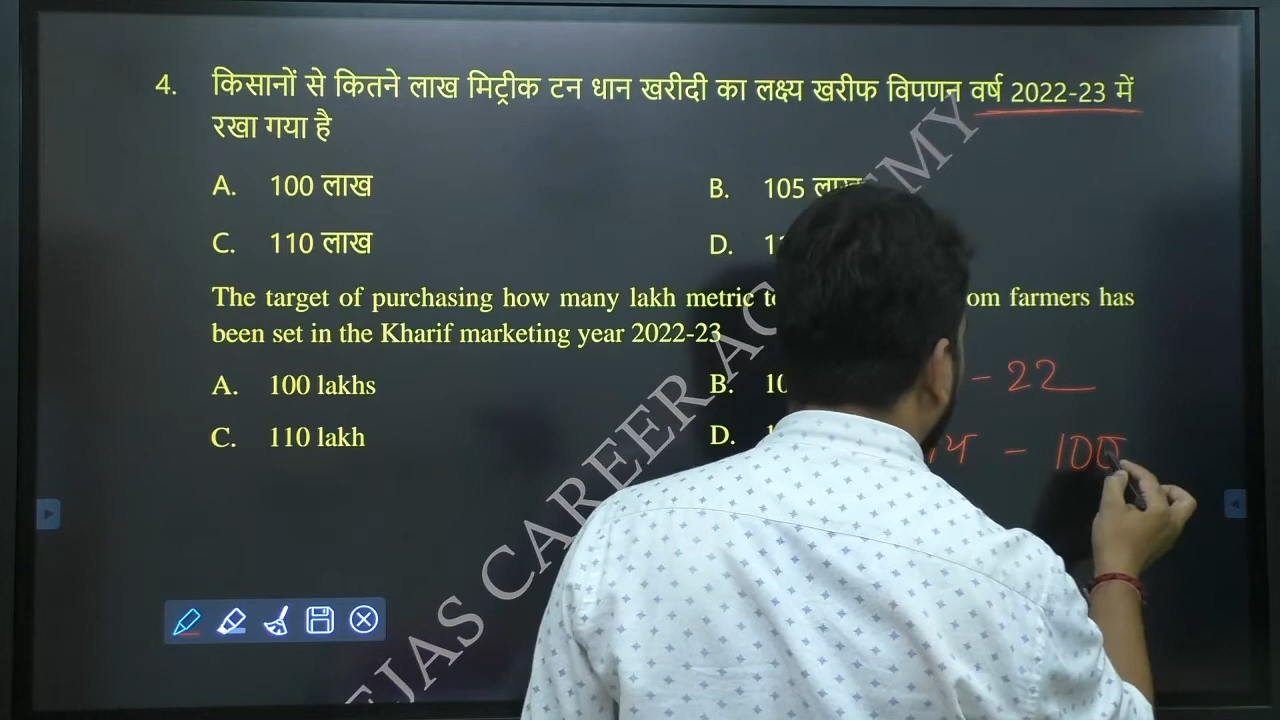 4. किसानों से कितने लाख मिट्रीक टन धान खरीदी का लक्ष्य खरीफ विपणन वर्ष 2022-23 में
रखा गया है
A. 100 लाख B. 105 लाख
C. 110 लाख D.
The target of purchasing how many lakh metric farmers has
been set in the Kharif marketing year 2022-23
- 22
A. 100 lakhs B.
C. 110 lakh D.
- 100
CAREER